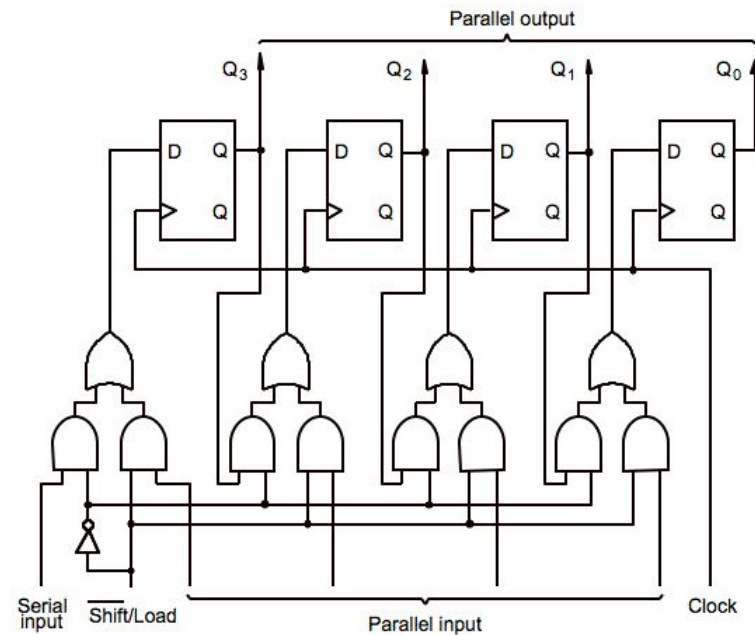 Parallel output
Q3 Q2 Q1 Q0
D Q D Q D Q D Q
Q Q Q Q
Serial input
Shift/Load
Parallel input
Clock